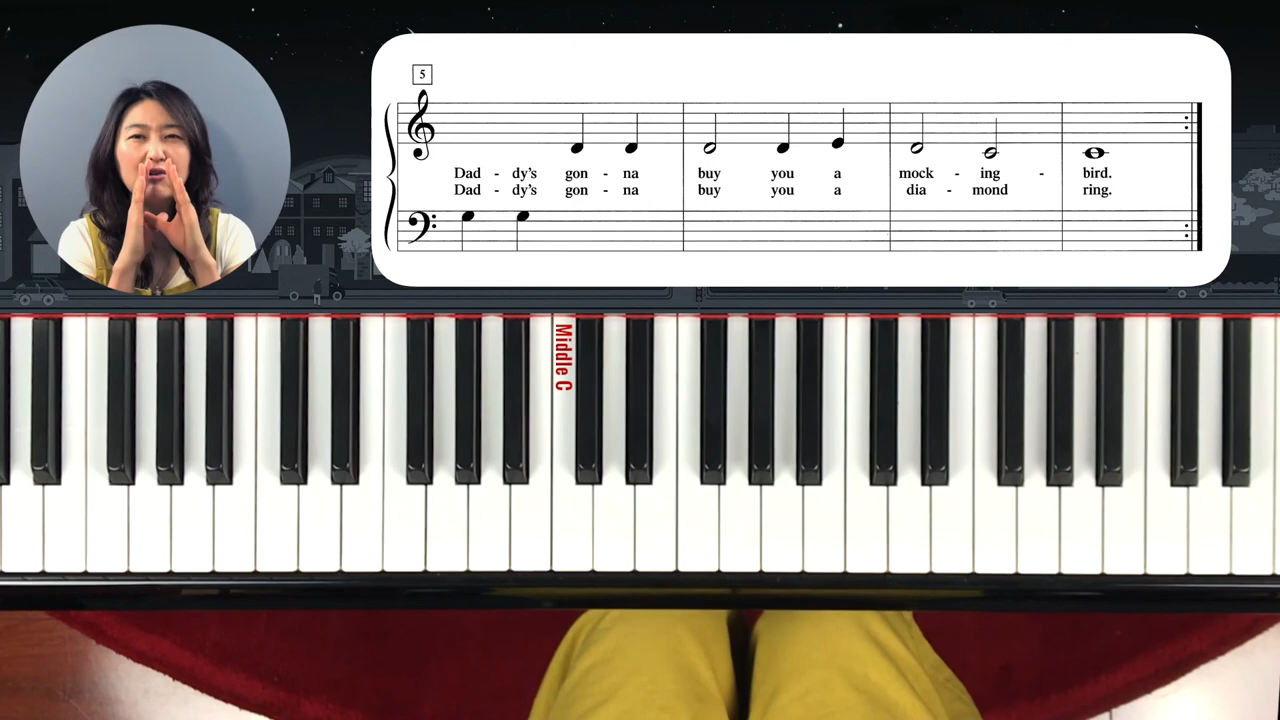 5
Dad - dy's gon - na buy you a mock - ing - bird.
Dad - dy's gon - na buy you a dia - mond ring.
Middle C